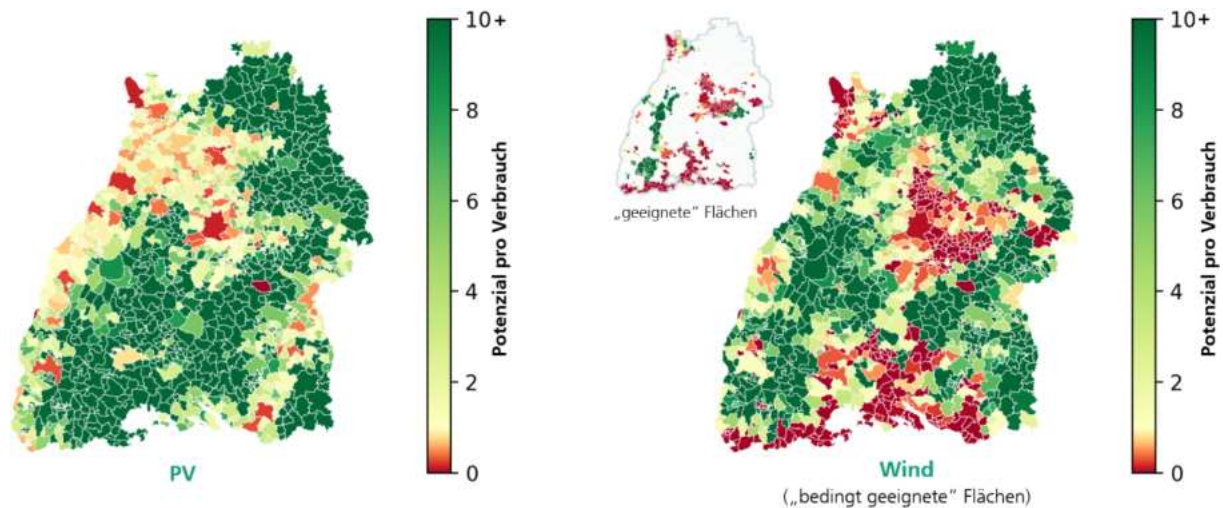 10+
8
6
4
2
0
Potenzial pro Verbrauch
PV
„geeignete“ Flächen
10+
8
6
4
2
0
Potenzial pro Verbrauch
Wind
(„bedingt geeignete“ Flächen)